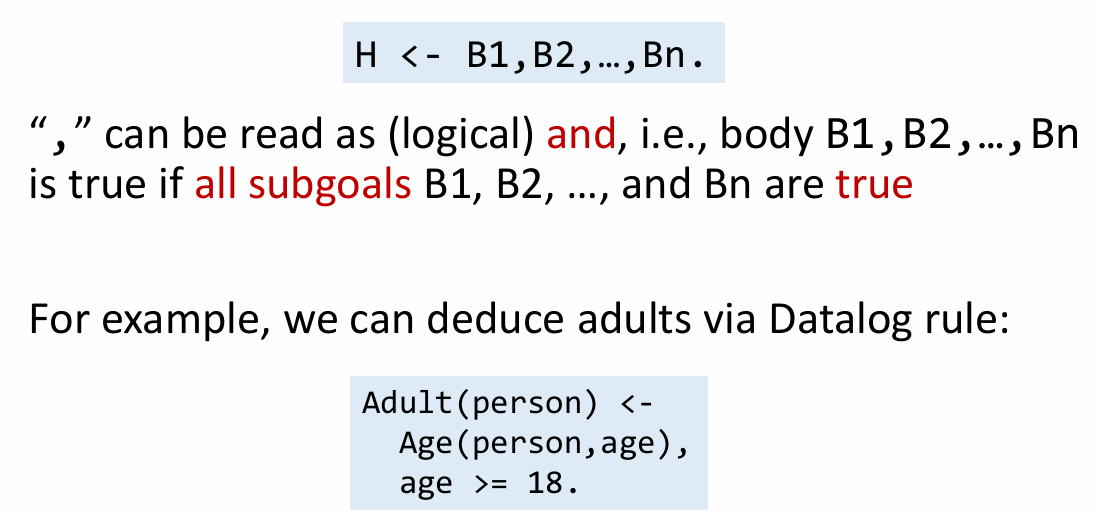 H <- B1,B2,…,Bn.
“,” can be read as (logical) and, i.e., body B1,B2,…,Bn
is true if all subgoals B1, B2, …, and Bn are true
For example, we can deduce adults via Datalog rule:
Adult(person) <-
Age(person,age),
age >= 18.